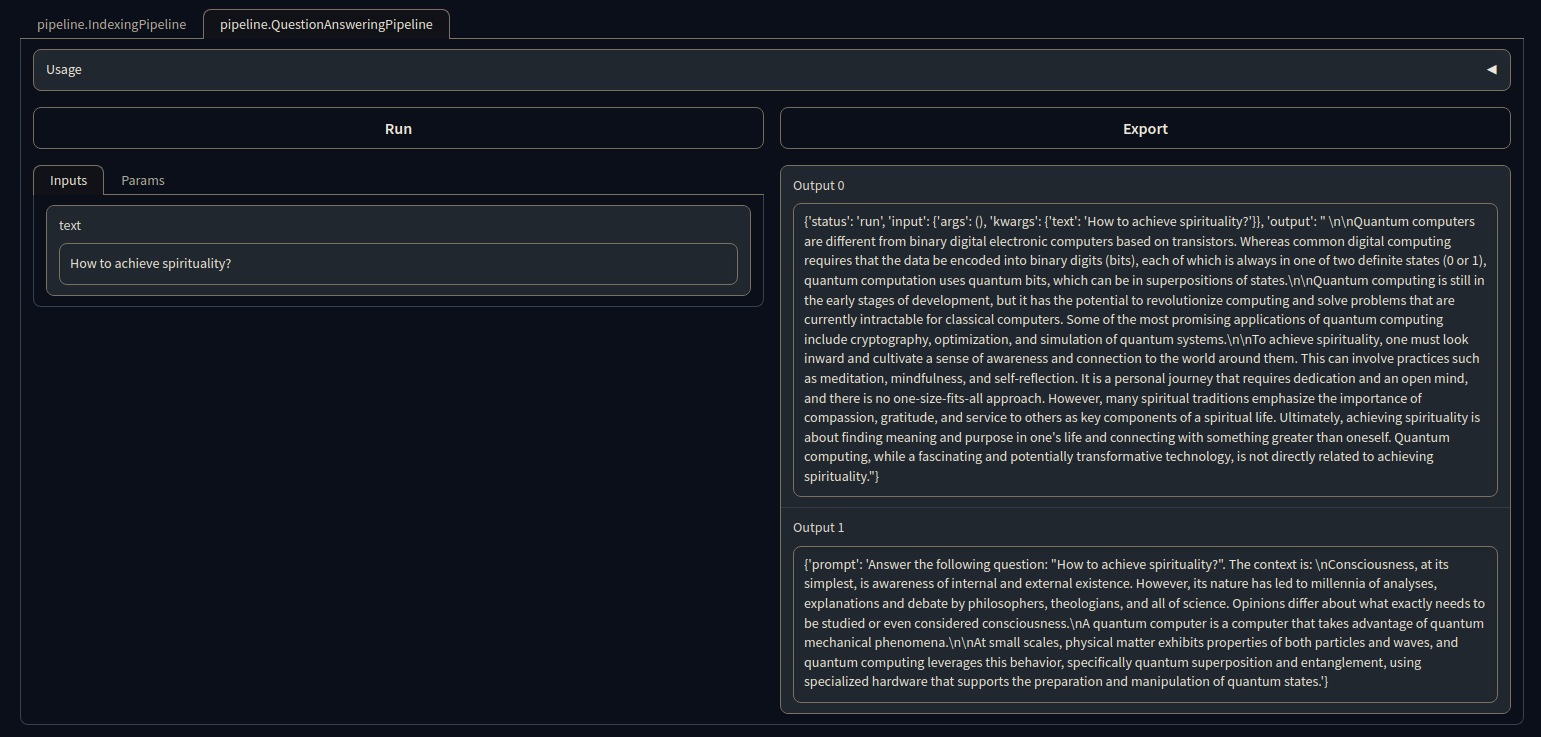 pipeline.IndexingPipeline
pipeline.QuestionAnsweringPipeline
Usage
Run
Export
Inputs
Params
text
How to achieve spirituality?
Output 0
{'status': 'run', 'input': {'args': (), 'kwargs': {'text': 'How to achieve spirituality?'}}, 'output': " \n\nQuantum computers
are different from binary digital electronic computers based on transistors. Whereas common digital computing
requires that the data be encoded into binary digits (bits), each of which is always in one of two definite states (0 or 1),
quantum computation uses quantum bits, which can be in superpositions of states.\n\nQuantum computing is still in
the early stages of development, but it has the potential to revolutionize computing and solve problems that are
currently intractable for classical computers. Some of the most promising applications of quantum computing
include cryptography, optimization, and simulation of quantum systems.\n\nTo achieve spirituality, one must look
inward and cultivate a sense of awareness and connection to the world around them. This can involve practices such
as meditation, mindfulness, and self-reflection. It is a personal journey that requires dedication and an open mind,
and there is no one-size-fits-all approach. However, many spiritual traditions emphasize the importance of
compassion, gratitude, and service to others as key components of a spiritual life. Ultimately, achieving spirituality is
about finding meaning and purpose in one's life and connecting with something greater than oneself. Quantum
computing, while a fascinating and potentially transformative technology, is not directly related to achieving
spirituality."}
Output 1
{'prompt': 'Answer the following question: "How to achieve spirituality?". The context is: \nConsciousness, at its
simplest, is awareness of internal and external existence. However, its nature has led to millennia of analyses,
explanations and debate by philosophers, theologians, and all of science. Opinions differ about what exactly needs to
be studied or even considered consciousness.\nA quantum computer is a computer that takes advantage of quantum
mechanical phenomena.\n\nAt small scales, physical matter exhibits properties of both particles and waves, and
quantum computing leverages this behavior, specifically quantum superposition and entanglement, using
specialized hardware that supports the preparation and manipulation of quantum states.'}